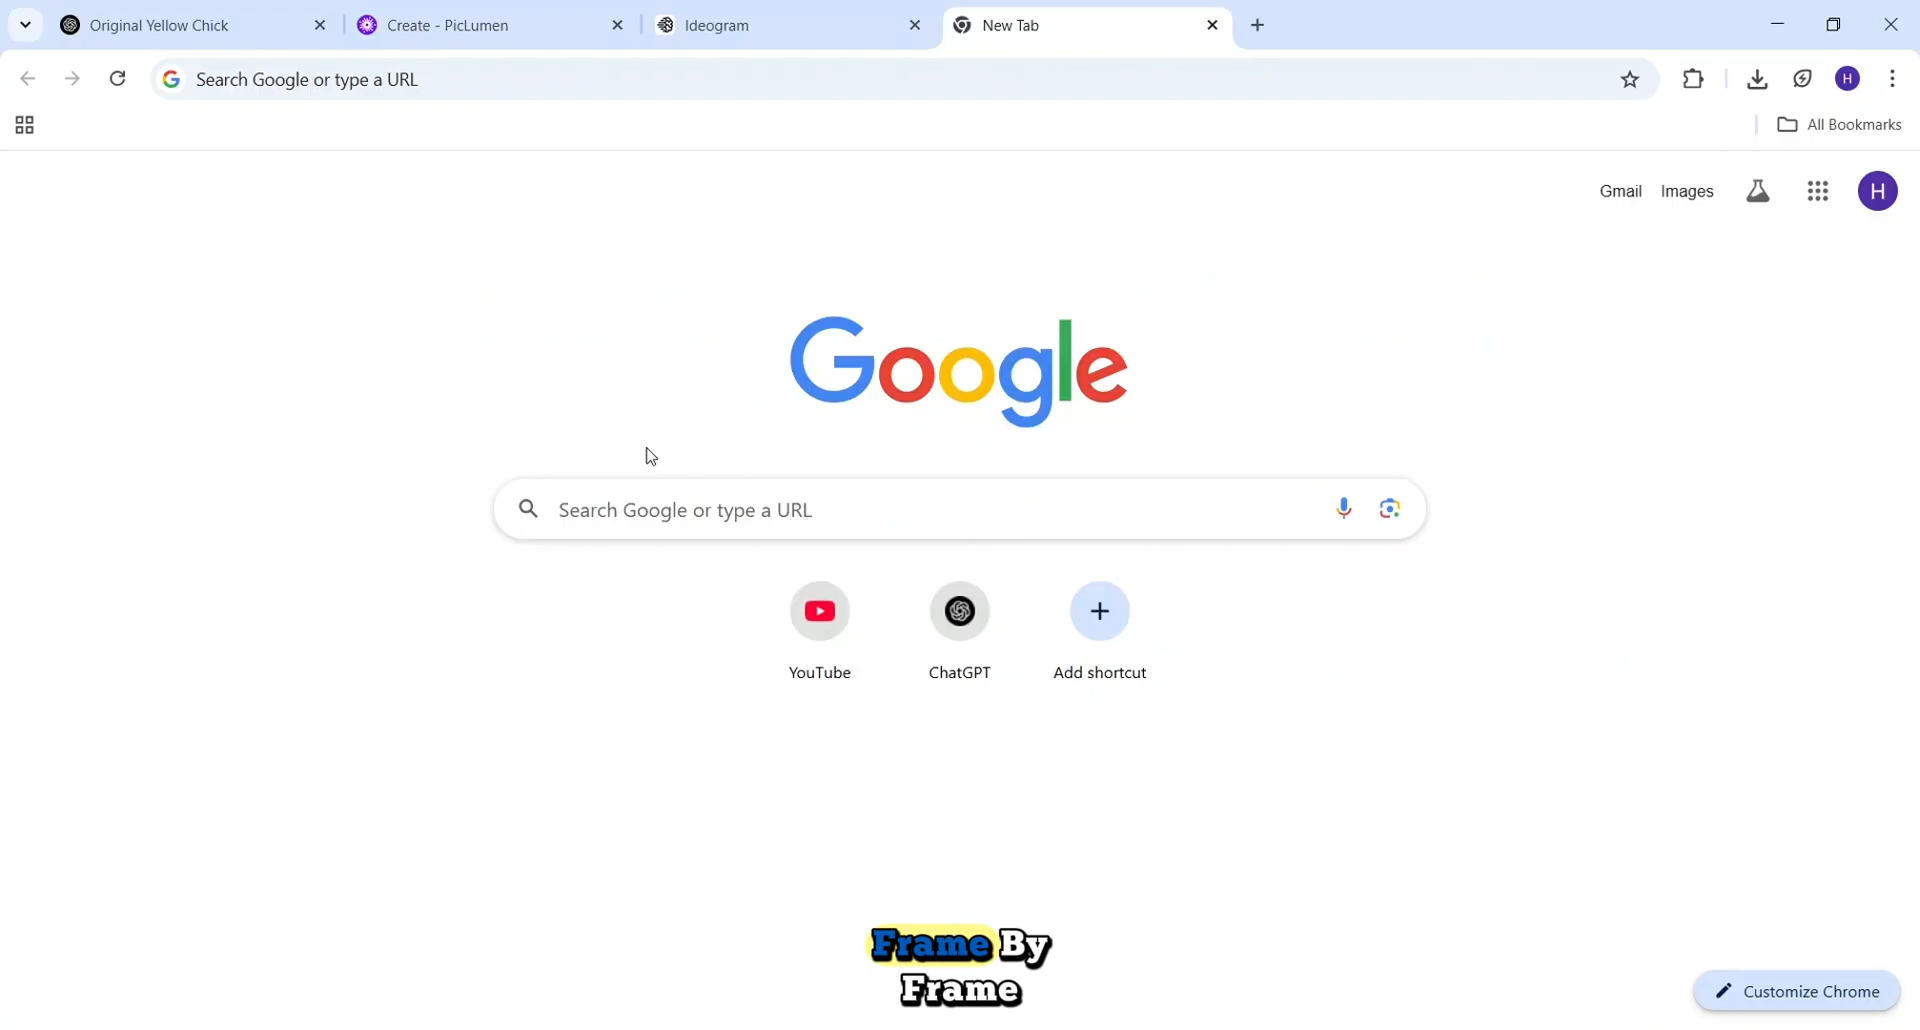 Original Yellow Chick
Create - PicLumen
Ideogram
New Tab
Search Google or type a URL
H
All Bookmarks
Gmail
Images
H
Google
Search Google or type a URL
YouTube
ChatGPT
Add shortcut
Frame By
Frame
Customize Chrome